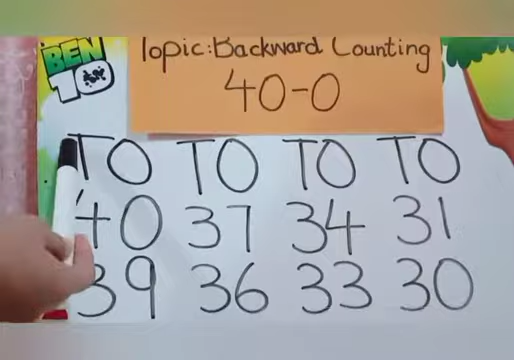 BEN
10
Topic:Backward Counting
40-0
TO TO TO TO
40 37 34 31
39 36 33 30